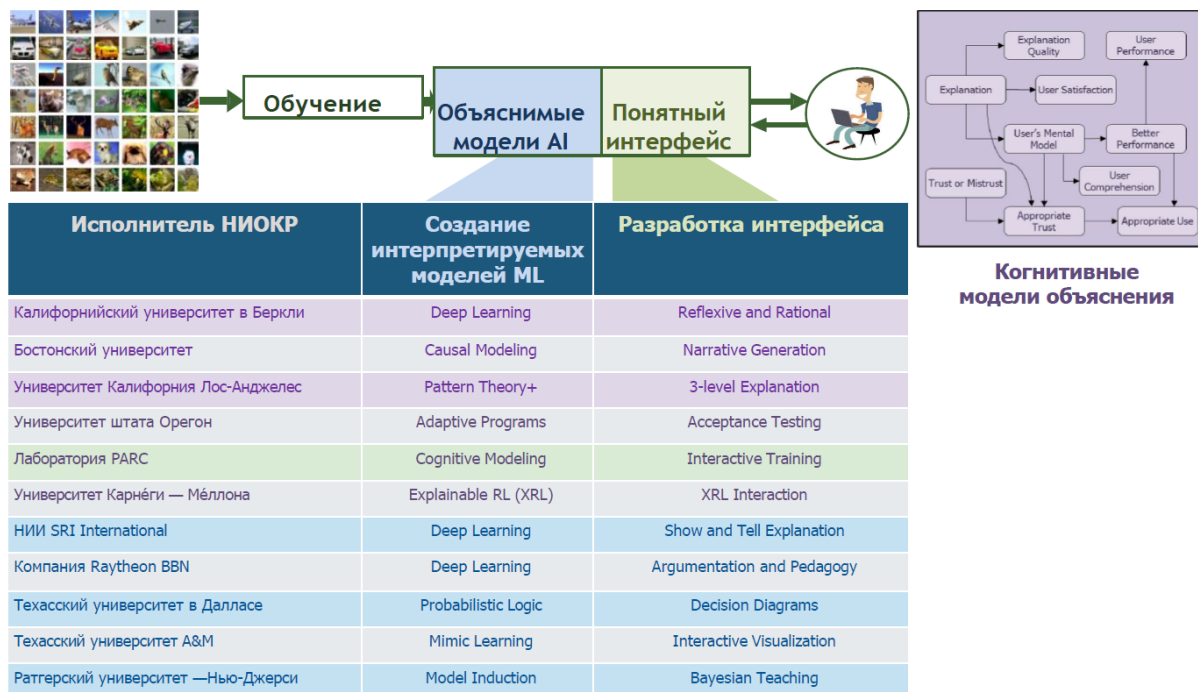 Обучение
Объяснимые
модели AI
Понятный
интерфейс
Explanation
Quality
User
Performance
Explanation
User Satisfaction
User's Mental
Model
Better
Performance
Trust or Mistrust
User
Comprehension
Appropriate
Trust
Appropriate Use
Когнитивные
модели объяснения
Исполнитель НИОКР
Создание
интерпретируемых
моделей ML
Разработка интерфейса
Калифорнийский университет в Беркли
Deep Learning
Reflexive and Rational
Бостонский университет
Causal Modeling
Narrative Generation
Университет Калифорния Лос-Анджелес
Pattern Theory+
3-level Explanation
Университет штата Орегон
Adaptive Programs
Acceptance Testing
Лаборатория PARC
Cognitive Modeling
Interactive Training
Университет Карне́ги — Ме́ллона
Explainable RL (XRL)
XRL Interaction
НИИ SRI International
Deep Learning
Show and Tell Explanation
Компания Raytheon BBN
Deep Learning
Argumentation and Pedagogy
Техасский университет в Далласе
Probabilistic Logic
Decision Diagrams
Техасский университет A&M
Mimic Learning
Interactive Visualization
Ратгерский университет —Нью-Джерси
Model Induction
Bayesian Teaching